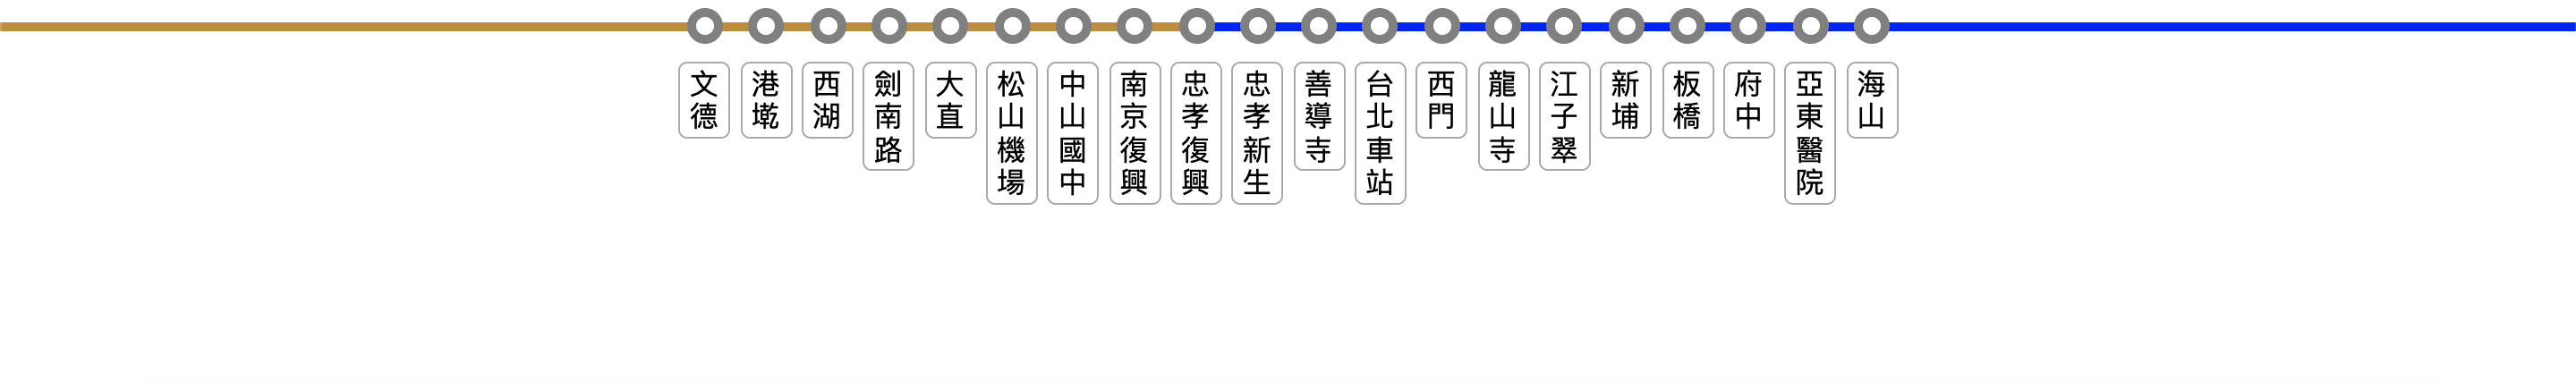 文德
港墘
西湖
劍南路
大直
松山機場
中山國中
南京復興
忠孝復興
忠孝新生
善導寺
台北車站
西門
龍山寺
江子翠
新埔
板橋
府中
亞東醫院
海山